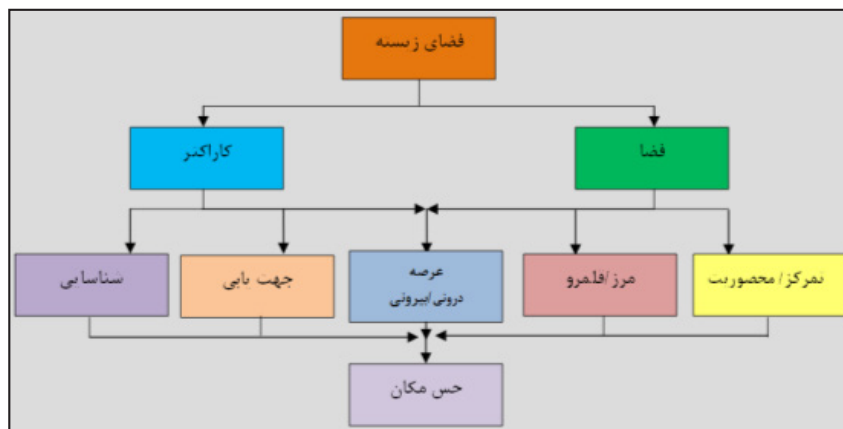 فضای زیسته
فضا
کاراکتر
تمرکز/محصوریت
مرز/قلمرو
عرصه
درونی/بیرونی
جهت یابی
شناسایی
حس مکان